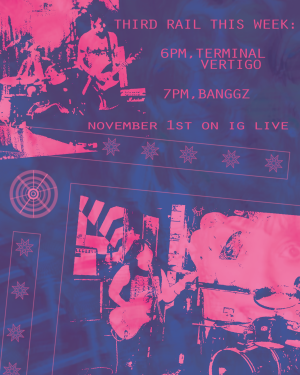 THIRD RAIL THIS WEEK:
6PM.TERMINAL
VERTIGO
7PM.BANGGZ
NOVEMBER 1ST ON IG LIVE